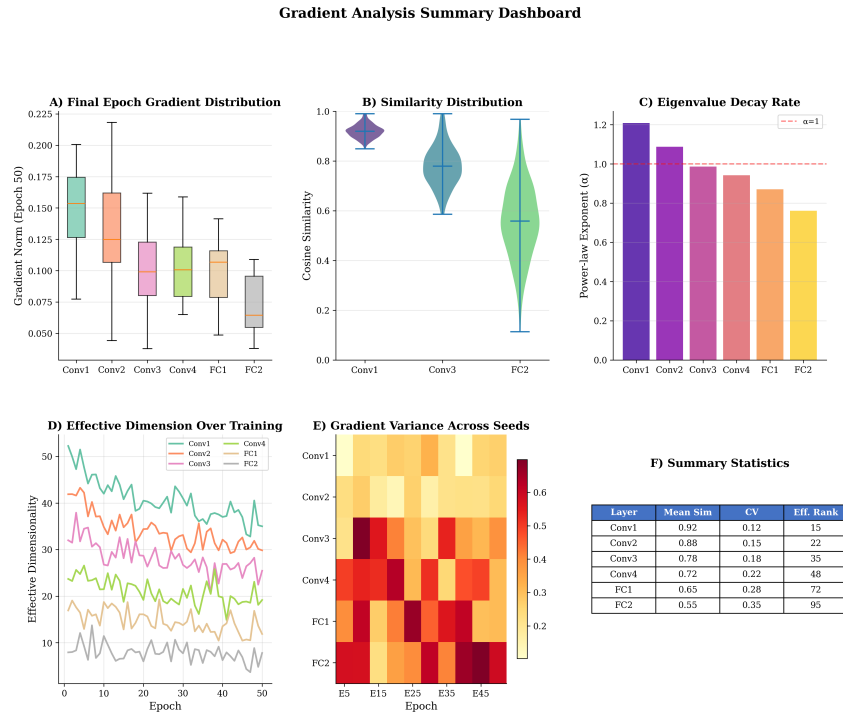 Gradient Analysis Summary Dashboard
A) Final Epoch Gradient Distribution
Gradient Norm (Epoch 50)
0.225
0.200
0.175
0.150
0.125
0.100
0.075
0.050
Conv1 Conv2 Conv3 Conv4 FC1 FC2
B) Similarity Distribution
Cosine Similarity
1.0
0.8
0.6
0.4
0.2
0.0
Conv1 Conv3 FC2
C) Eigenvalue Decay Rate
α=1
Power-law Exponent (α)
1.2
1.0
0.8
0.6
0.4
0.2
0.0
Conv1 Conv2 Conv3 Conv4 FC1 FC2
D) Effective Dimension Over Training
Conv1 Conv4
Conv2 FC1
Conv3 FC2
Effective Dimensionality
50
40
30
20
10
0 10 20 30 40 50
Epoch
E) Gradient Variance Across Seeds
Conv1
Conv2
Conv3
Conv4
FC1
FC2
E5 E15 E25 E35 E45
Epoch
0.6
0.5
0.4
0.3
0.2
F) Summary Statistics
Layer Mean Sim CV Eff. Rank
Conv1 0.92 0.12 15
Conv2 0.88 0.15 22
Conv3 0.78 0.18 35
Conv4 0.72 0.22 48
FC1 0.65 0.28 72
FC2 0.55 0.35 95